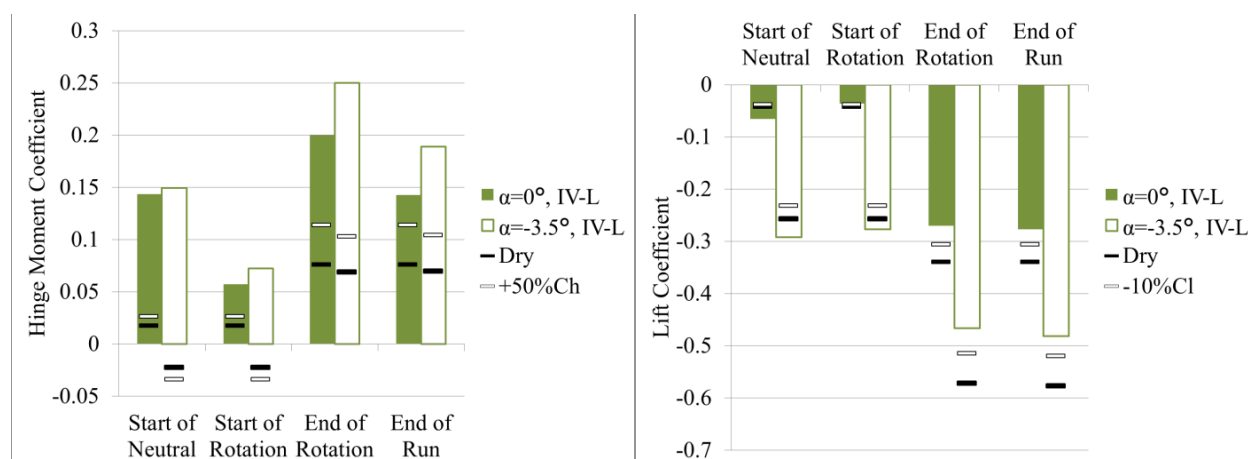 Hinge Moment Coefficient
0.3
0.25
0.2
0.15
0.1
0.05
0
-0.05
Start of
Neutral
Start of
Rotation
End of
Rotation
End of
Run
α=0°, IV-L
α=-3.5°, IV-L
Dry
+50%Ch
Lift Coefficient
Start of
Neutral
Start of
Rotation
End of
Rotation
End of
Run
0
-0.1
-0.2
-0.3
-0.4
-0.5
-0.6
-0.7
α=0°, IV-L
α=-3.5°, IV-L
Dry
-10%Cl